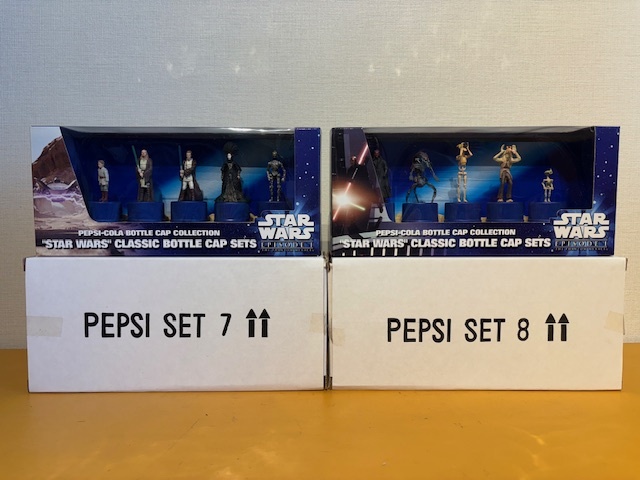 PEPSI-COLA BOTTLE CAP COLLECTION
"STAR WARS" CLASSIC BOTTLE CAP SETS
STAR WARS
EPISODE I
PEPSI-COLA BOTTLE CAP COLLECTION
"STAR WARS" CLASSIC BOTTLE CAP SETS
STAR WARS
EPISODE I
PEPSI SET 7
PEPSI SET 8